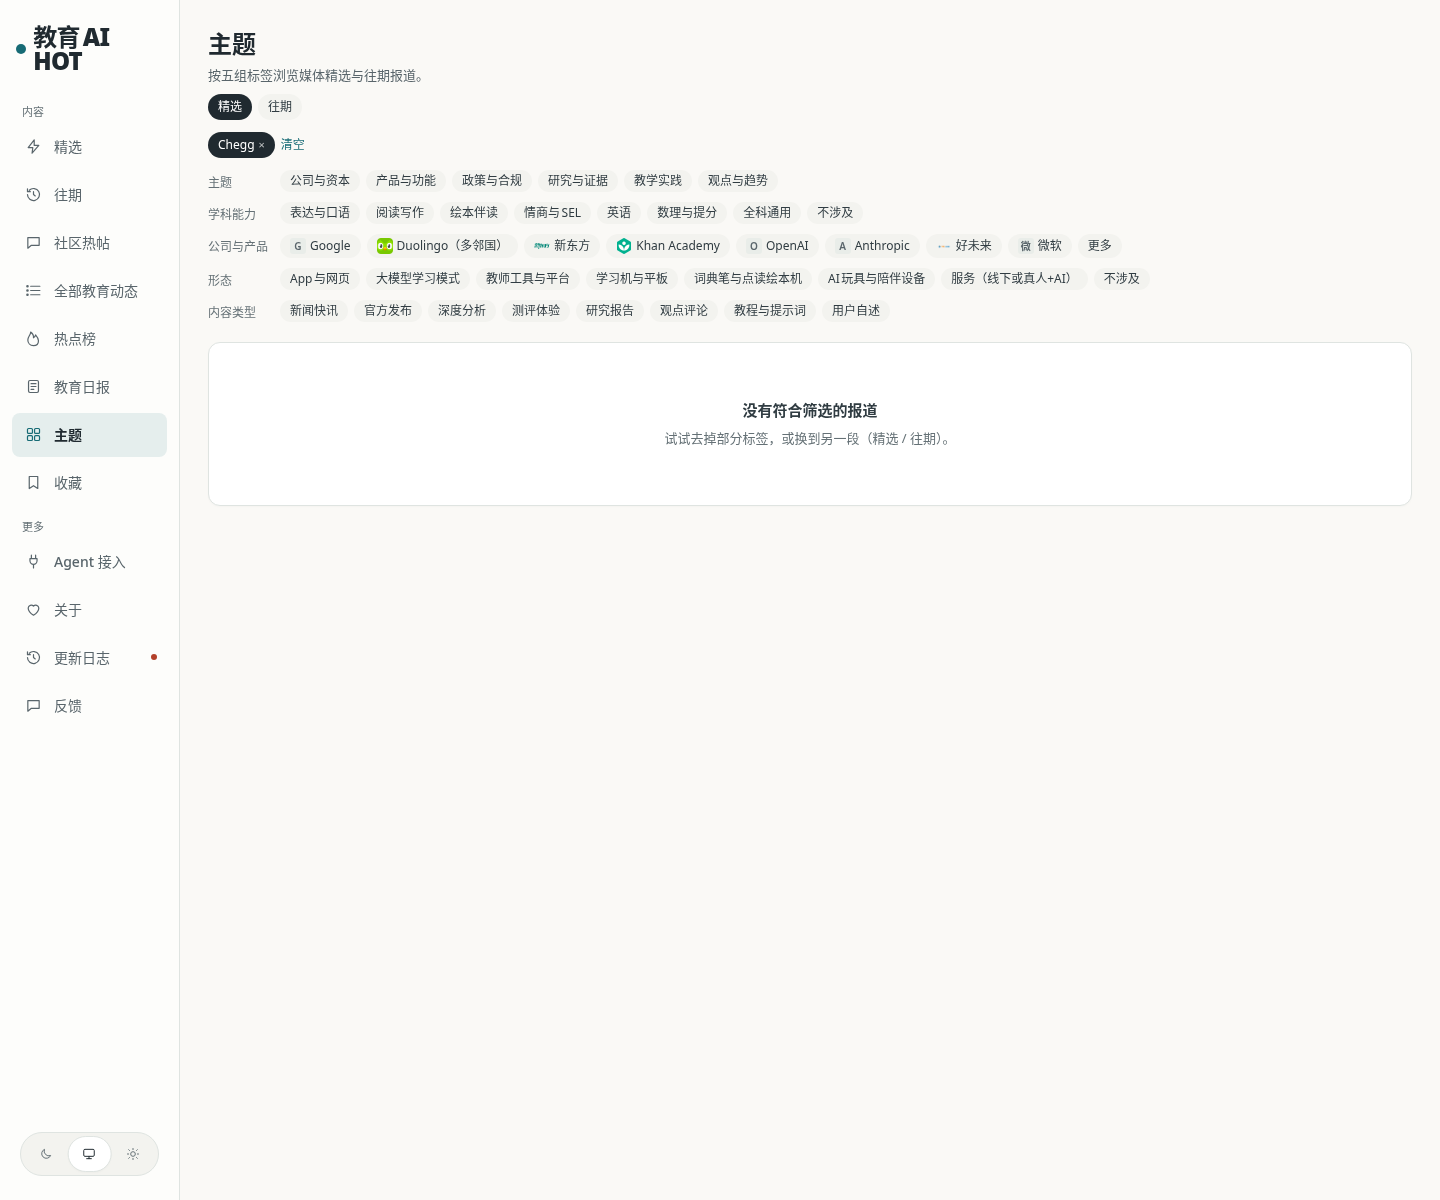 教育 AI
HOT
内容
精选
往期
社区热帖
全部教育动态
热点榜
教育日报
主题
收藏
更多
Agent 接入
关于
更新日志
反馈
主题
按五组标签浏览媒体精选与往期报道。
精选 往期
Chegg × 清空
主题 公司与资本 产品与功能 政策与合规 研究与证据 教学实践 观点与趋势
学科能力 表达与口语 阅读写作 绘本伴读 情商与 SEL 英语 数理与提分 全科通用 不涉及
公司与产品 G Google Duolingo（多邻国） 新东方 Khan Academy O OpenAI A Anthropic 好未来 微 微软 更多
形态 App 与网页 大模型学习模式 教师工具与平台 学习机与平板 词典笔与点读绘本机 AI 玩具与陪伴设备 服务（线下或真人+AI） 不涉及
内容类型 新闻快讯 官方发布 深度分析 测评体验 研究报告 观点评论 教程与提示词 用户自述
没有符合筛选的报道
试试去掉部分标签，或换到另一段（精选 / 往期）。